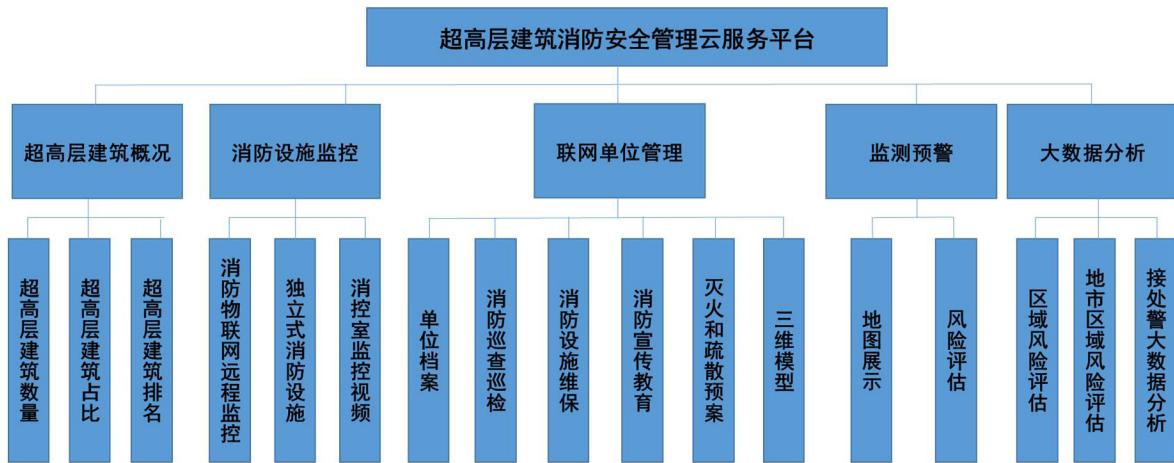 超高层建筑消防安全管理云服务平台
超高层建筑概况
消防设施监控
联网单位管理
监测预警
大数据分析
超高层建筑数量
超高层建筑占比
超高层建筑排名
消防物联网远程监控
独立式消防设施
消控室监控视频
单位档案
消防巡查巡检
消防设施维保
消防宣传教育
灭火和疏散预案
三维模型
地图展示
风险评估
区域风险评估
地市区域风险评估
接处警大数据分析